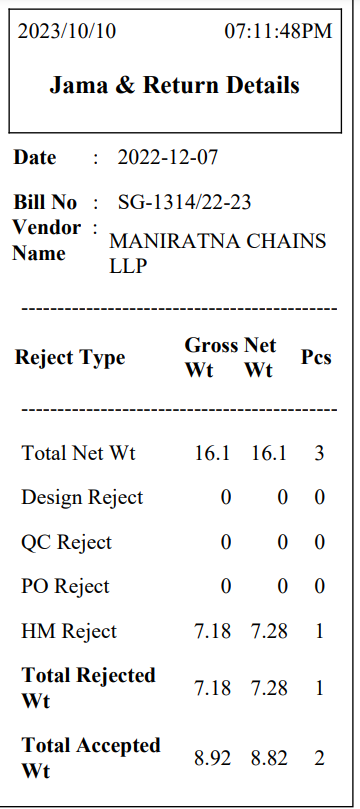 2023/10/10 07:11:48PM
Jama & Return Details
Date : 2022-12-07
Bill No : SG-1314/22-23
Vendor Name : MANIRATNA CHAINS LLP
---------------------------------------------
Reject Type Gross Wt Net Wt Pcs
---------------------------------------------
Total Net Wt 16.1 16.1 3
Design Reject 0 0 0
QC Reject 0 0 0
PO Reject 0 0 0
HM Reject 7.18 7.28 1
Total Rejected Wt 7.18 7.28 1
Total Accepted Wt 8.92 8.82 2